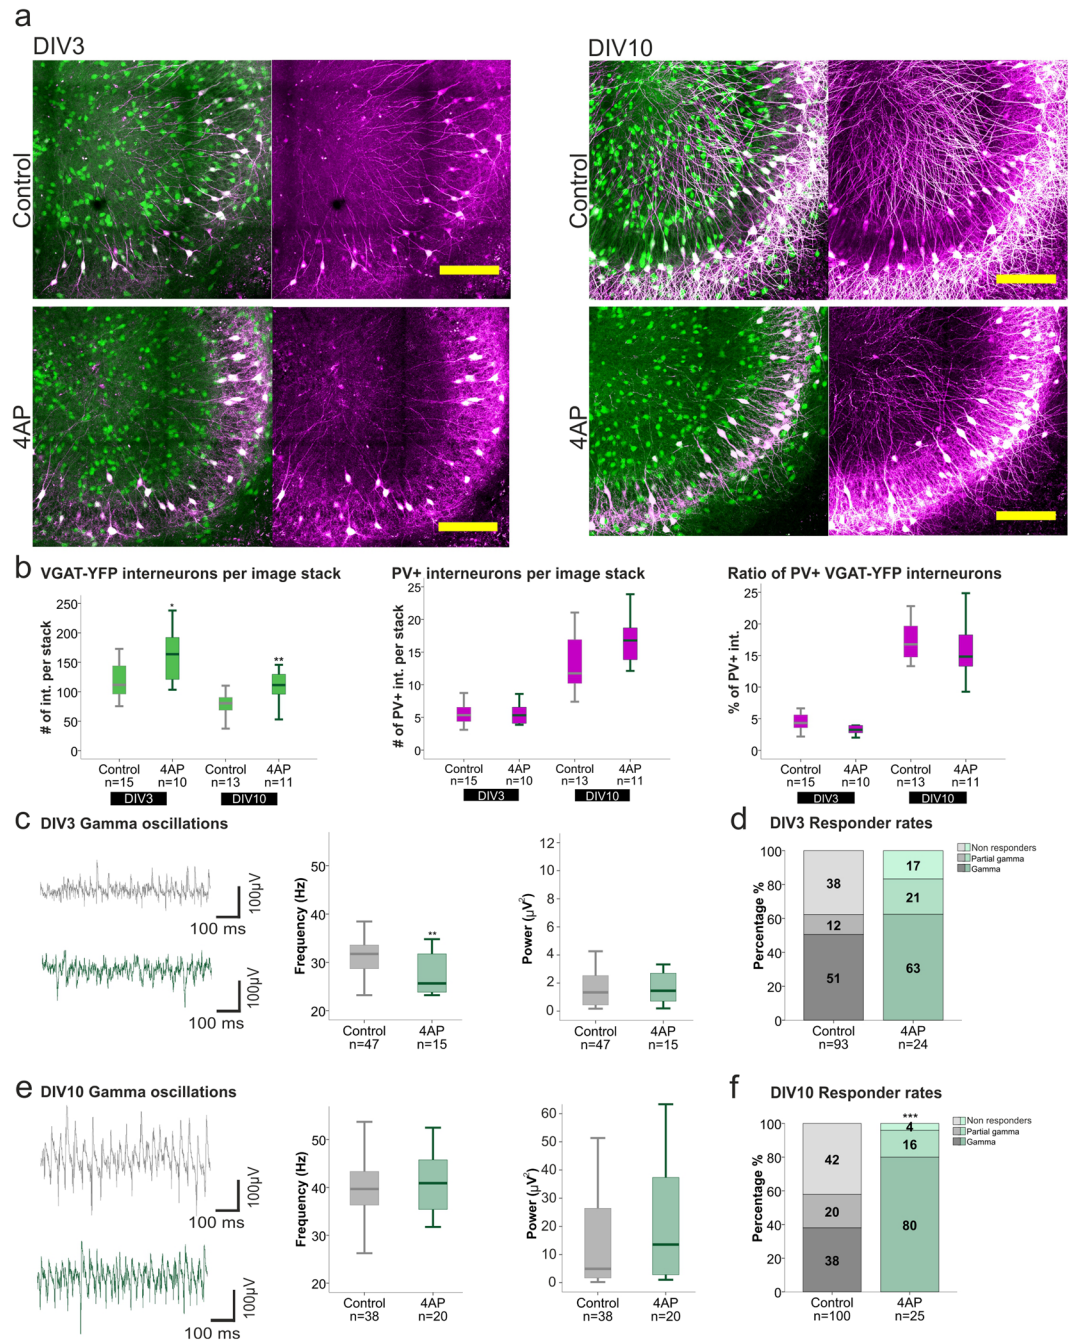 a
DIV3
DIV10
Control
Control
4AP
4AP
b
VGAT-YFP interneurons per image stack
PV+ interneurons per image stack
Ratio of PV+ VGAT-YFP interneurons
# of int. per stack
250
200
150
100
50
0
*
**
Control
n=15
4AP
n=10
Control
n=13
4AP
n=11
DIV3
DIV10
# of PV+ int. per stack
25
20
15
10
5
0
Control
n=15
4AP
n=10
Control
n=13
4AP
n=11
DIV3
DIV10
% of PV+ int.
25
20
15
10
5
0
Control
n=15
4AP
n=10
Control
n=13
4AP
n=11
DIV3
DIV10
c DIV3 Gamma oscillations
100µV
100 ms
100µV
100 ms
Frequency (Hz)
50
40
30
20
**
Control
n=47
4AP
n=15
Power (µV²)
12
10
8
6
4
2
0
Control
n=47
4AP
n=15
d DIV3 Responder rates
Percentage %
100
80
60
40
20
0
38
12
51
17
21
63
Control
n=93
4AP
n=24
Non responders
Partial gamma
Gamma
e DIV10 Gamma oscillations
100µV
100 ms
100µV
100 ms
Frequency (Hz)
50
40
30
20
Control
n=38
4AP
n=20
Power (µV²)
60
50
40
30
20
10
0
Control
n=38
4AP
n=20
f DIV10 Responder rates
Percentage %
100
80
60
40
20
0
42
20
38
***
4
16
80
Control
n=100
4AP
n=25
Non responders
Partial gamma
Gamma